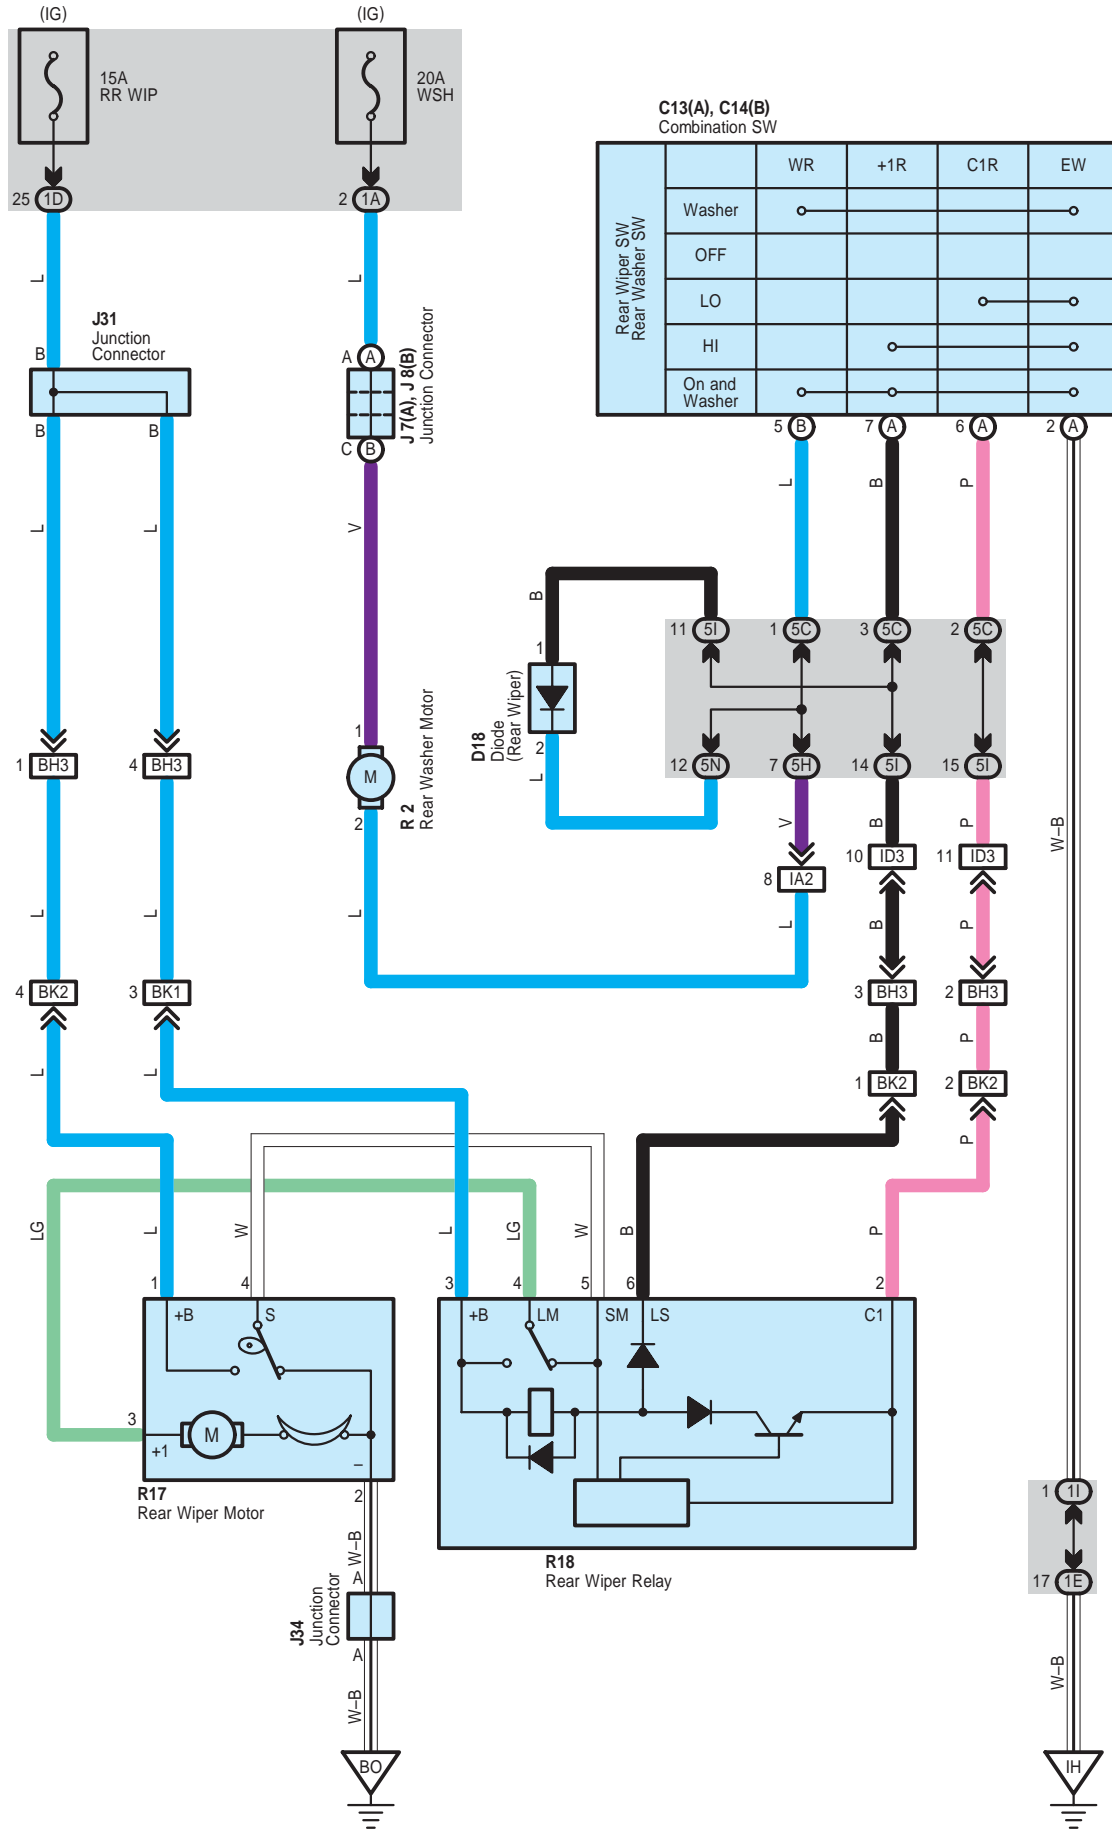 (IG)
(IG)
15A
RR WIP
20A
WSH
25 1D
2 1A
C13(A), C14(B)
Combination SW
Rear Wiper SW
Rear Washer SW
WR +1R C1R EW
Washer
OFF
LO
HI
On and
Washer
5 B 7 A 6 A 2 A
L
L
J31
Junction
Connector
B
A A
J 7(A), J 8(B)
Junction Connector
B B
C B
L L V L B P
B
11 5I 1 5C 3 5C 2 5C
1
D18
Diode
(Rear Wiper)
2
L
12 5N 7 5H 14 5I 15 5I
1 BH3 4 BH3
1
M
2
R 2
Rear Washer Motor
V B P W–B
10 ID3 11 ID3
8 IA2
L L L L B P
4 BK2 3 BK1
3 BH3 2 BH3
L L B P
1 BK2 2 BK2
P
LG L W L LG W B P
1 4 3 4 5 6 2
+B S
+B LM SM LS C1
3
+1 M
–
R17
Rear Wiper Motor
2
W–B
A
J34
Junction
Connector
A
W–B
BO
R18
Rear Wiper Relay
1 1I
17 1E
W–B
IH